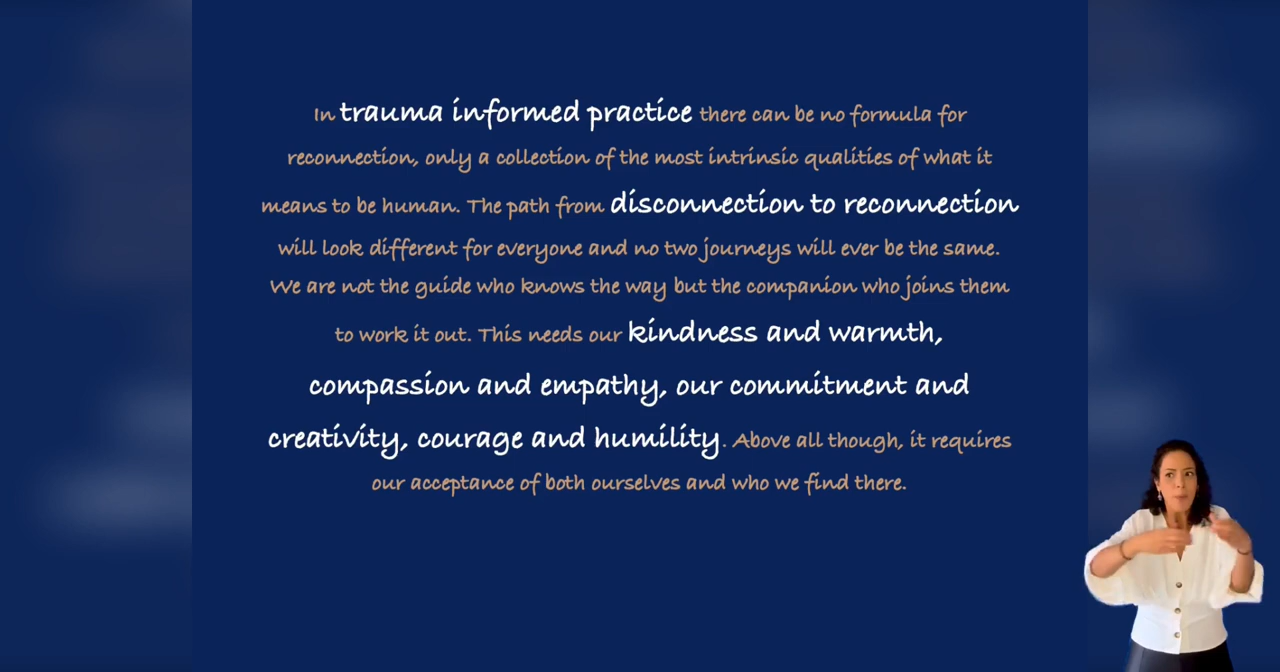 In trauma informed practice there can be no formula for
reconnection, only a collection of the most intrinsic qualities of what it
means to be human. The path from disconnection to reconnection
will look different for everyone and no two journeys will ever be the same.
We are not the guide who knows the way but the companion who joins them
to work it out. This needs our kindness and warmth,
compassion and empathy, our commitment and
creativity, courage and humility. Above all though, it requires
our acceptance of both ourselves and who we find there.